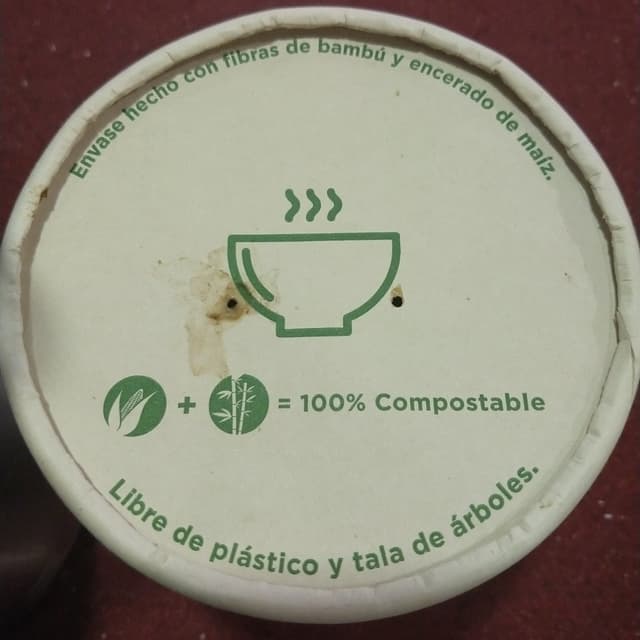 Envase hecho con fibras de bambú y encerado de maíz.
+ = 100% Compostable
Libre de plástico y tala de árboles.